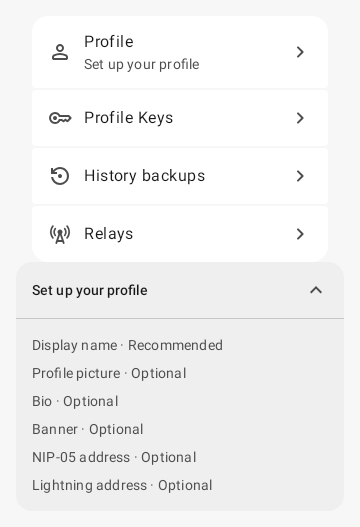 Profile
Set up your profile
Profile Keys
History backups
Relays
Set up your profile
Display name · Recommended
Profile picture · Optional
Bio · Optional
Banner · Optional
NIP-05 address · Optional
Lightning address · Optional